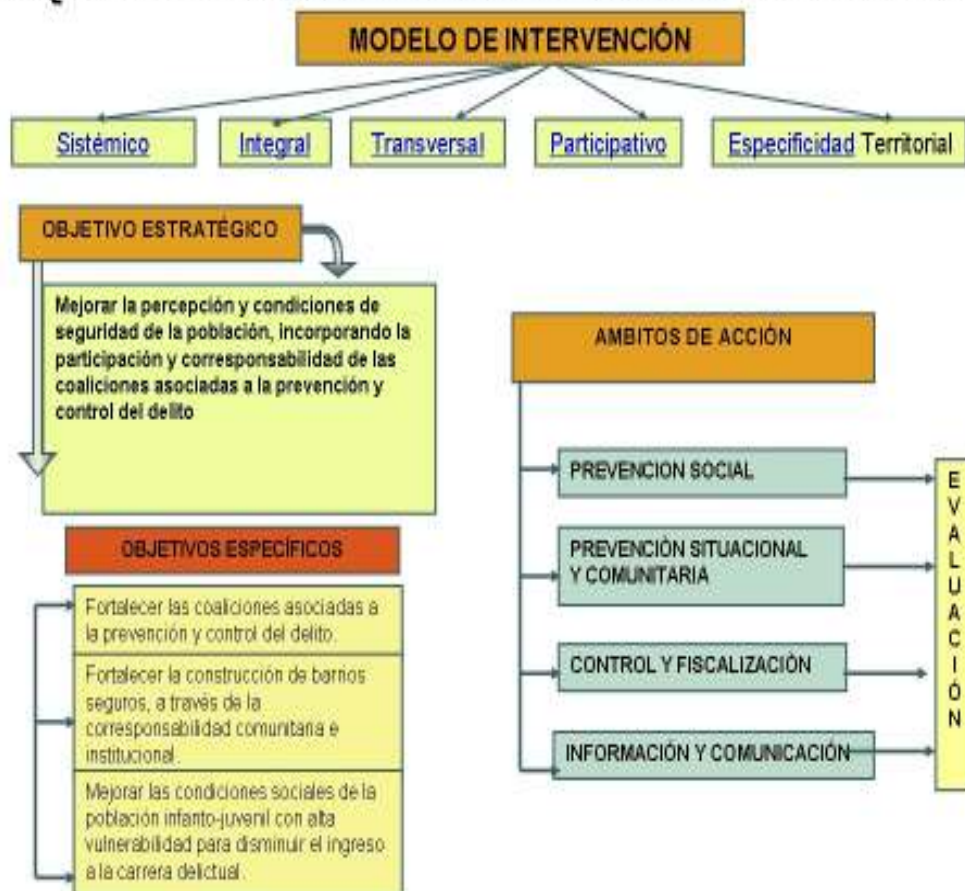 MODELO DE INTERVENCIÓN
Sistémico
Integral
Transversal
Participativo
Especificidad Territorial
OBJETIVO ESTRATÉGICO
Mejorar la percepción y condiciones de
seguridad de la población, incorporando la
participación y corresponsabilidad de las
coaliciones asociadas a la prevención y
control del delito
OBJETIVOS ESPECÍFICOS
Fortalecer las coaliciones asociadas a
la prevención y control del delito.
Fortalecer la construcción de barrios
seguros, a través de la
corresponsabilidad comunitaria e
institucional.
Mejorar las condiciones sociales de la
población infanto-juvenil con alta
vulnerabilidad para disminuir el ingreso
a la carrera delictual.
AMBITOS DE ACCIÓN
PREVENCION SOCIAL
PREVENCIÓN SITUACIONAL
Y COMUNITARIA
CONTROL Y FISCALIZACIÓN
INFORMACIÓN Y COMUNICACIÓN
EVALUACIÓN